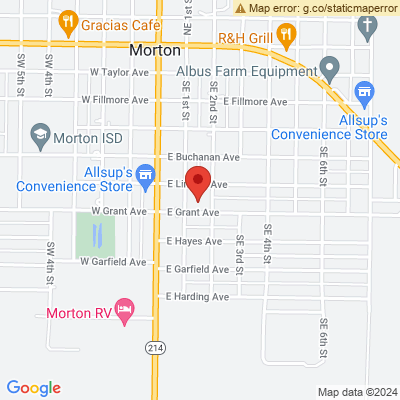 Map error: g.co/staticmaperror
Gracias Cafe
Morton
R&H Grill
NE 1st St
SW 5th St
SW 4th St
W Taylor Ave
Albus Farm Equipment
W Fillmore Ave
E Fillmore Ave
Allsup's
Convenience Store
SE 1st St
SE 2nd St
Morton ISD
E Buchanan Ave
SE 6th St
Allsup's
Convenience Store
E Li
Ave
W Grant Ave
E Grant Ave
E Hayes Ave
SE 3rd St
SE 4th St
SW 4th St
W Garfield Ave
E Garfield Ave
E Harding Ave
Morton RV
SE 6th St
214
Google
Map data ©2024